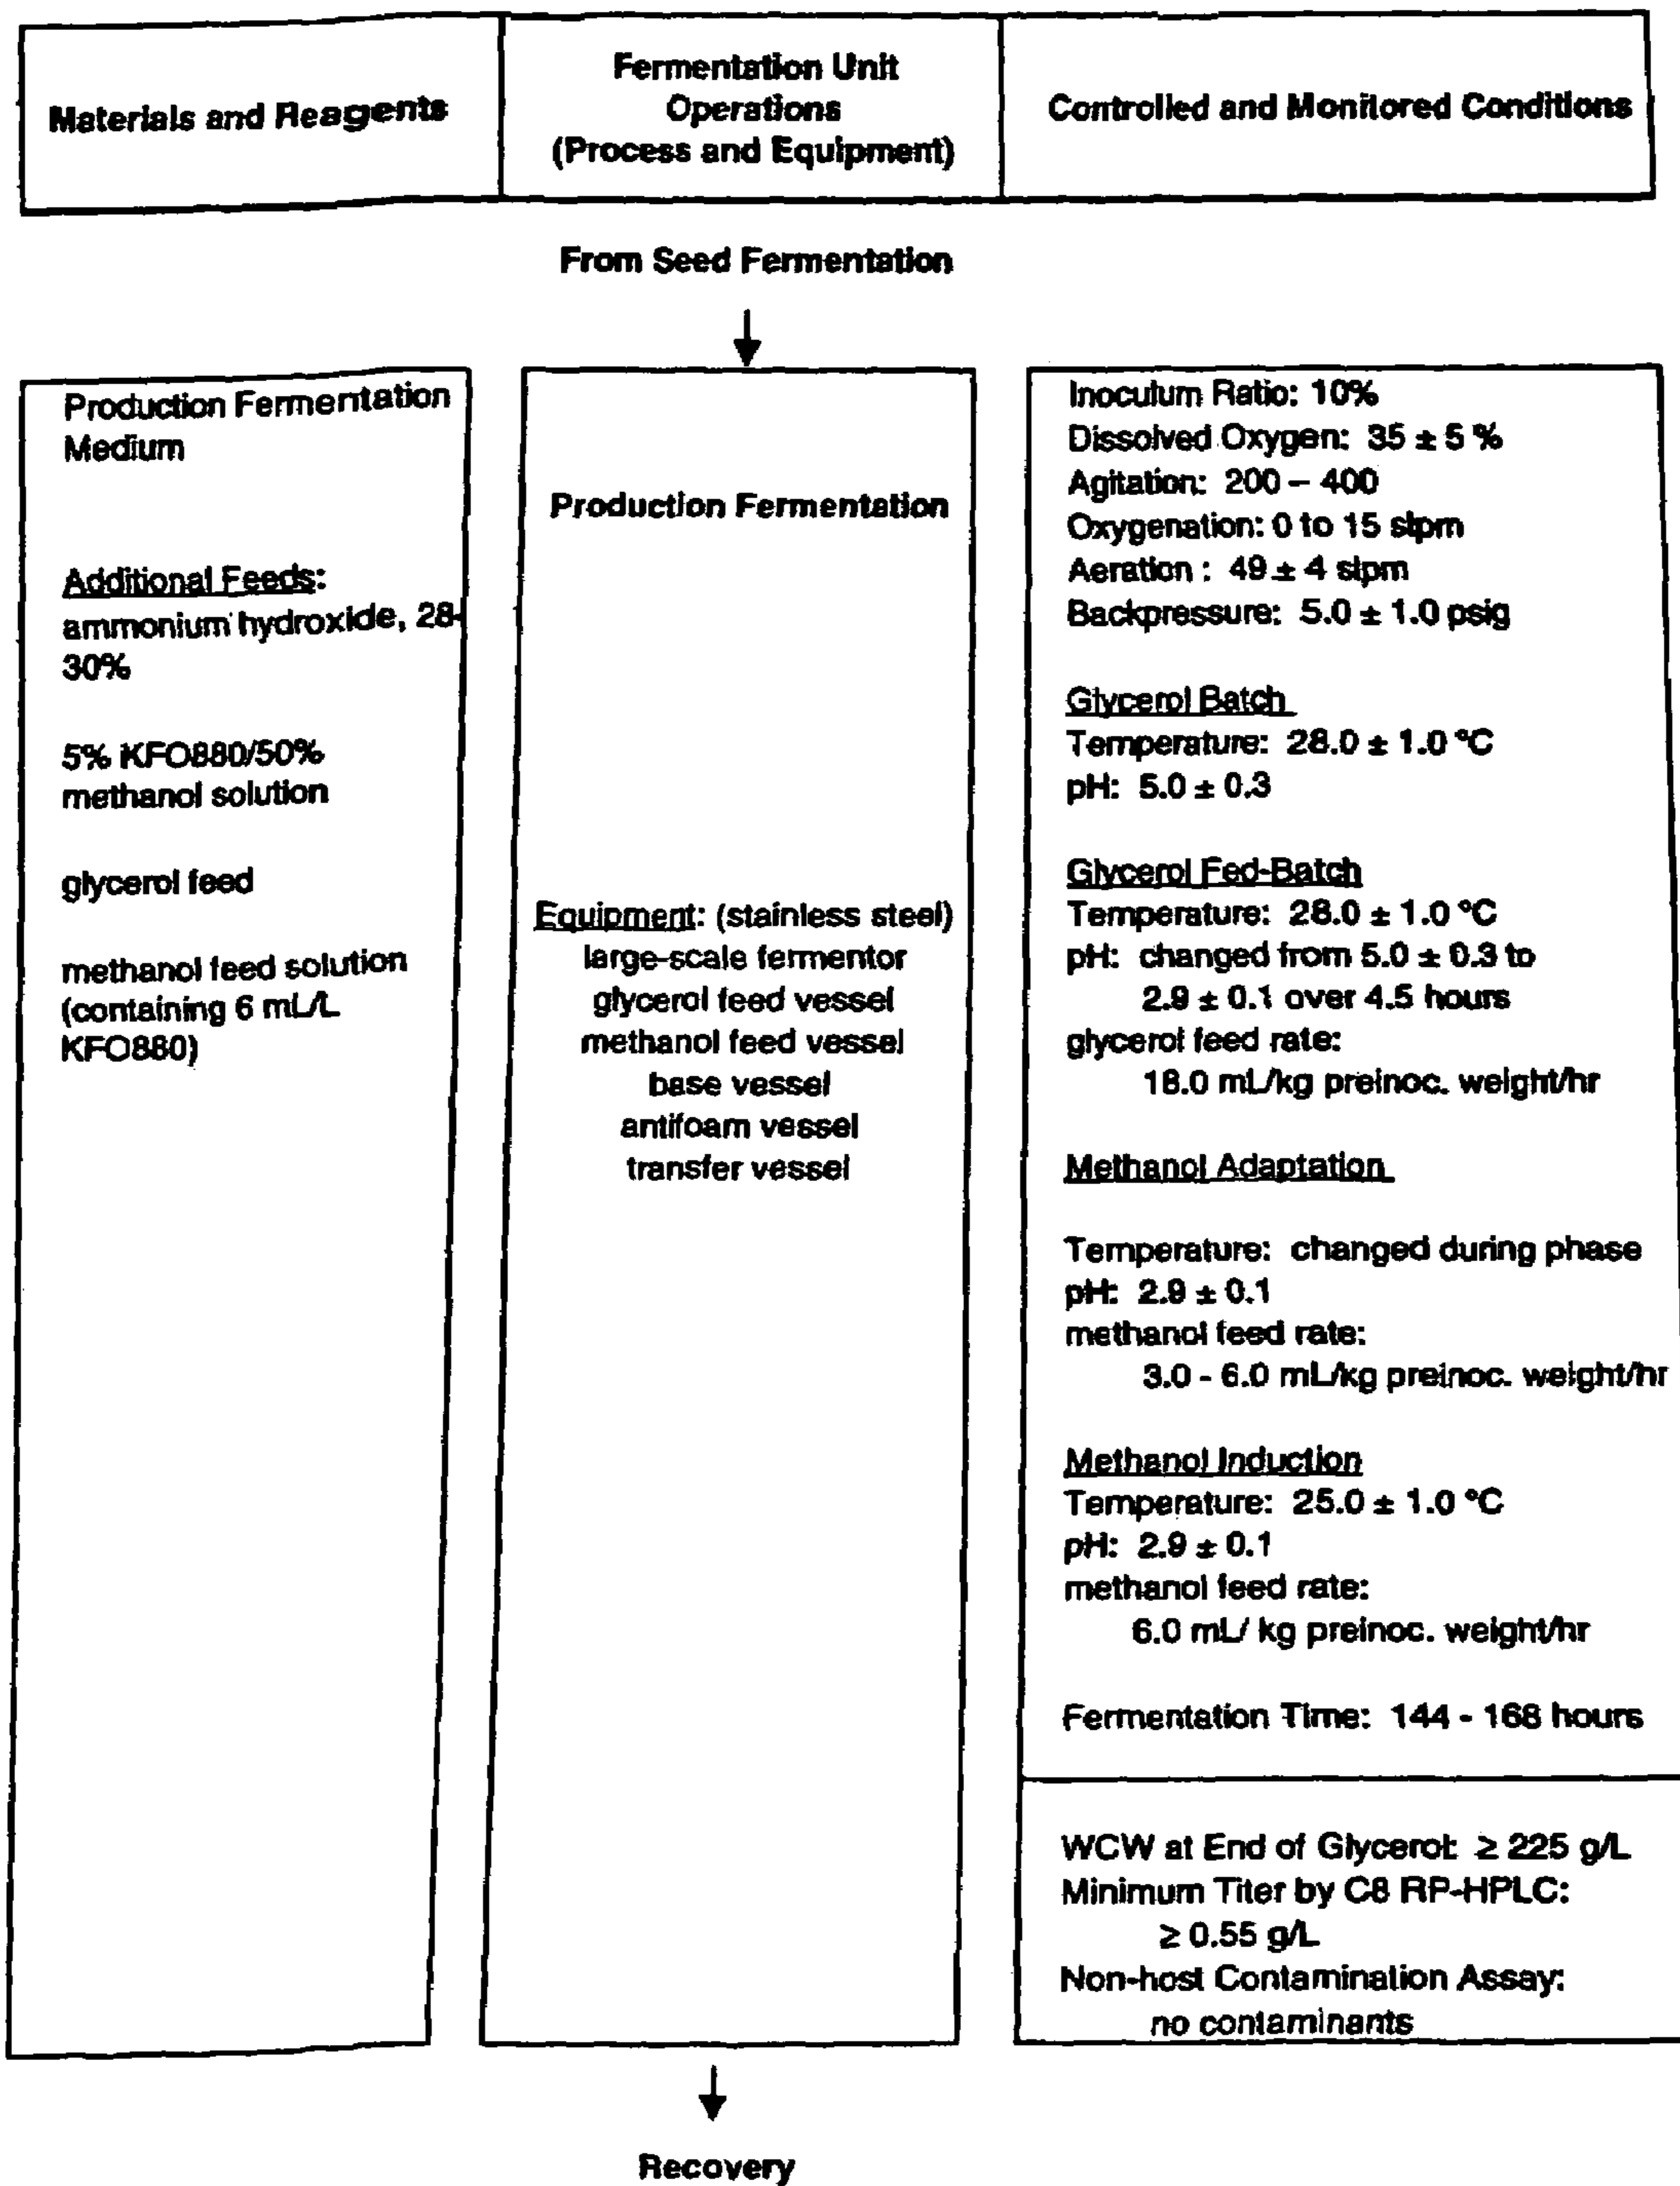 Materials and Reagents
Fermentation Unit
Operations
(Process and Equipment)
Controlled and Monitored Conditions
From Seed Fermentation
Production Fermentation
Medium
Additional Feeds:
ammonium hydroxide, 28-
30%
5% KFO880/50%
methanol solution
glycerol feed
methanol feed solution
(containing 6 mL/L
KFO880)
Production Fermentation
Equipment: (stainless steel)
large-scale fermentor
glycerol feed vessel
methanol feed vessel
base vessel
antifoam vessel
transfer vessel
Inoculum Ratio: 10%
Dissolved Oxygen: 35 ± 5 %
Agitation: 200 – 400
Oxygenation: 0 to 15 slpm
Aeration : 49 ± 4 slpm
Backpressure: 5.0 ± 1.0 psig
Glycerol Batch
Temperature: 28.0 ± 1.0 °C
pH: 5.0 ± 0.3
Glycerol Fed-Batch
Temperature: 28.0 ± 1.0 °C
pH: changed from 5.0 ± 0.3 to
2.9 ± 0.1 over 4.5 hours
glycerol feed rate:
18.0 mL/kg preinoc. weight/hr
Methanol Adaptation
Temperature: changed during phase
pH: 2.9 ± 0.1
methanol feed rate:
3.0 - 6.0 mL/kg preinoc. weight/hr
Methanol Induction
Temperature: 25.0 ± 1.0 °C
pH: 2.9 ± 0.1
methanol feed rate:
6.0 mL/ kg preinoc. weight/hr
Fermentation Time: 144 - 168 hours
WCW at End of Glycerol: ≥ 225 g/L
Minimum Titer by C8 RP-HPLC:
≥ 0.55 g/L
Non-host Contamination Assay:
no contaminants
Recovery